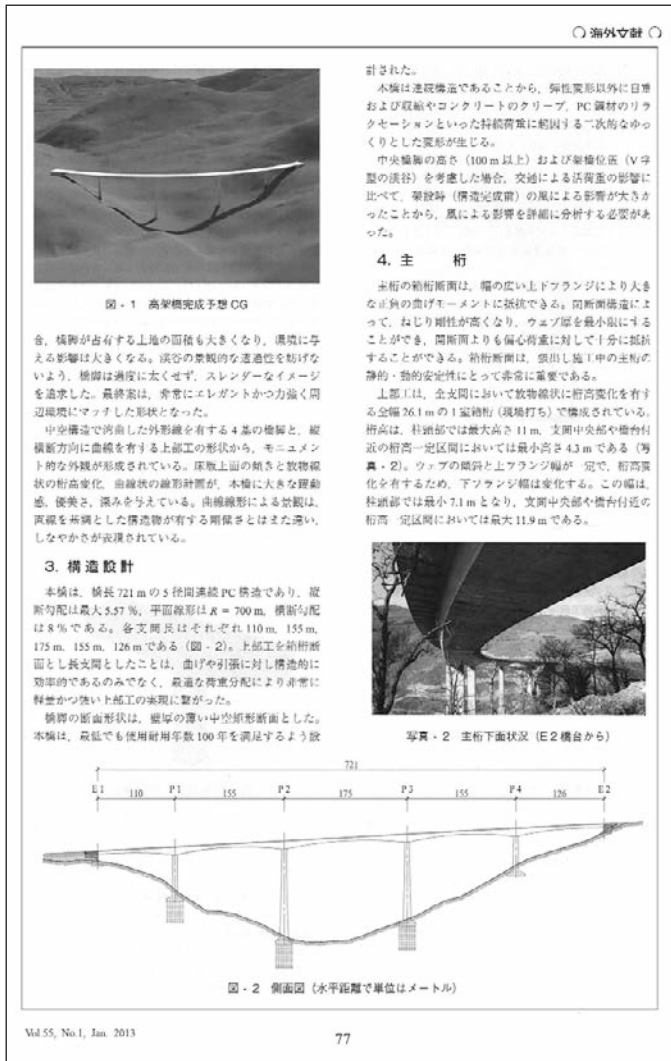 ○ 海外文献 ○
図 - 1 高架橋完成予想 CG
合，橋脚が占有する土地の面積も大きくなり，環境に与
える影響は大きくなる。渓谷の景観的な透過性を妨げな
いよう，橋脚は過度に太くせず，スレンダーなイメージ
を追求した。最終案は，非常にエレガントかつ力強く周
辺環境にマッチした形状となった。
中空構造で湾曲した外形線を有する 4 基の橋脚と，縦
横断方向に曲線を有する上部工の形状から，モニュメン
ト的な外観が形成されている。床版上面の傾きと放物線
状の桁高変化，曲線状の線形計画が，本橋に大きな躍動
感，優美さ，深みを与えている。曲線線形による景観は，
直線を基調とした構造物が有する剛健さとはまた違い，
しなやかさが表現されている。
3. 構造設計
本橋は，橋長 721 m の 5 径間連続 PC 構造であり，縦
断勾配は最大 5.57 %，平面線形は R = 700 m，横断勾配
は 8 % である。各支間長はそれぞれ 110 m，155 m，
175 m，155 m，126 m である（図 - 2）。上部工を箱桁断
面とし長支間としたことは，曲げや引張に対し構造的に
効率的であるのみでなく，最適な荷重分配により非常に
軽量かつ強い上部工の実現に繋がった。
橋脚の断面形状は，壁厚の薄い中空矩形断面とした。
本橋は，最低でも使用耐用年数 100 年を満足するよう設
計された。
本橋は連続構造であることから，弾性変形以外に自重
および収縮やコンクリートのクリープ，PC 鋼材のリラ
クセーションといった持続荷重に起因する二次的なゆっ
くりとした変形が生じる。
中央橋脚の高さ（100 m 以上）および架橋位置（V 字
型の渓谷）を考慮した場合，交通による活荷重の影響に
比べて，架設時（構造完成前）の風による影響が大きか
ったことから，風による影響を詳細に分析する必要があ
った。
4. 主 桁
主桁の箱桁断面は，幅の広い上下フランジにより大き
な正負の曲げモーメントに抵抗できる。閉断面構造によ
って，ねじり剛性が高くなり，ウェブ厚を最小限にする
ことができ，開断面よりも偏心荷重に対して十分に抵抗
することができる。箱桁断面は，張出し施工中の主桁の
静的・動的安定性にとって非常に重要である。
上部工は，全支間において放物線状に桁高変化を有す
る全幅 26.1 m の 1 室箱桁（現場打ち）で構成されている。
桁高は，柱頭部では最大高さ 11 m，支間中央部や橋台付
近の桁高一定区間においては最小高さ 4.3 m である（写
真 - 2）。ウェブの傾斜と上フランジ幅が一定で，桁高変
化を有するため，下フランジ幅は変化する。この幅は，
柱頭部では最小 7.1 m となり，支間中央部や橋台付近の
桁高一定区間においては最大 11.9 m である。
写真 - 2 主桁下面状況（E 2 橋台から）
721
E 1 P 1 P 2 P 3 P 4 E 2
110 155 175 155 126
図 - 2 側面図（水平距離で単位はメートル）
Vol.55, No.1, Jan. 2013
77